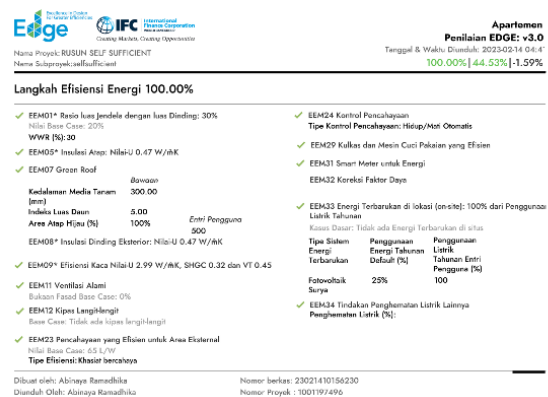 Excellence in Design
For Greater Efficiencies
Edge
IFC
International
Finance Corporation
WORLD BANK GROUP
Creating Markets, Creating Opportunities
Apartemen
Penilaian EDGE: v3.0
Nama Proyek: RUSUN SELF SUFFICIENT
Tanggal & Waktu Diunduh: 2023-02-14 04:4
Nama Subproyek:selfsufficient
100.00%|44.53%|-1.59%
Langkah Efisiensi Energi 100.00%
EEM01* Rasio luas Jendela dengan luas Dinding: 30%
Nilai Base Case: 20%
WWR (%):30
EEM05* Insulasi Atap: Nilai-U 0.47 W/m²K
EEM07 Green Roof
Bawaan
Kedalaman Media Tanam 300.00
(mm)
Indeks Luas Daun 5.00
Area Atap Hijau (%) 100% Entri Pengguna
500
EEM08* Insulasi Dinding Eksterior: Nilai-U 0.47 W/m²K
EEM09* Efisiensi Kaca Nilai-U 2.99 W/m²K, SHGC 0.32 dan VT 0.45
EEM11 Ventilasi Alami
Bukaan Fasad Base Case: 0%
EEM12 Kipas Langit-langit
Base Case: Tidak ada kipas langit-langit
EEM23 Pencahayaan yang Efisien untuk Area Eksternal
Nilai Base Case: 65 L/W
Tipe Efisiensi:Khasiat bercahaya
EEM24 Kontrol Pencahayaan
Tipe Kontrol Pencahayaan: Hidup/Mati Otomatis
EEM29 Kulkas dan Mesin Cuci Pakaian yang Efisien
EEM31 Smart Meter untuk Energi
EEM32 Koreksi Faktor Daya
EEM33 Energi Terbarukan di lokasi (on-site): 100% dari Penggunaa
Listrik Tahunan
Kasus Dasar: Tidak ada Energi Terbarukan di situs
Tipe Sistem Penggunaan Penggunaan
Energi Energi Tahunan Listrik
Terbarukan Default (%) Tahunan Entri
Pengguna (%)
Fotovoltaik 25% 100
Surya
EEM34 Tindakan Penghematan Listrik Lainnya
Penghematan Listrik (%):
Dibuat oleh: Abinaya Ramadhika Nomor berkas: 23021410156230
Diunduh Oleh: Abinaya Ramadhika Nomor Proyek : 1001197496